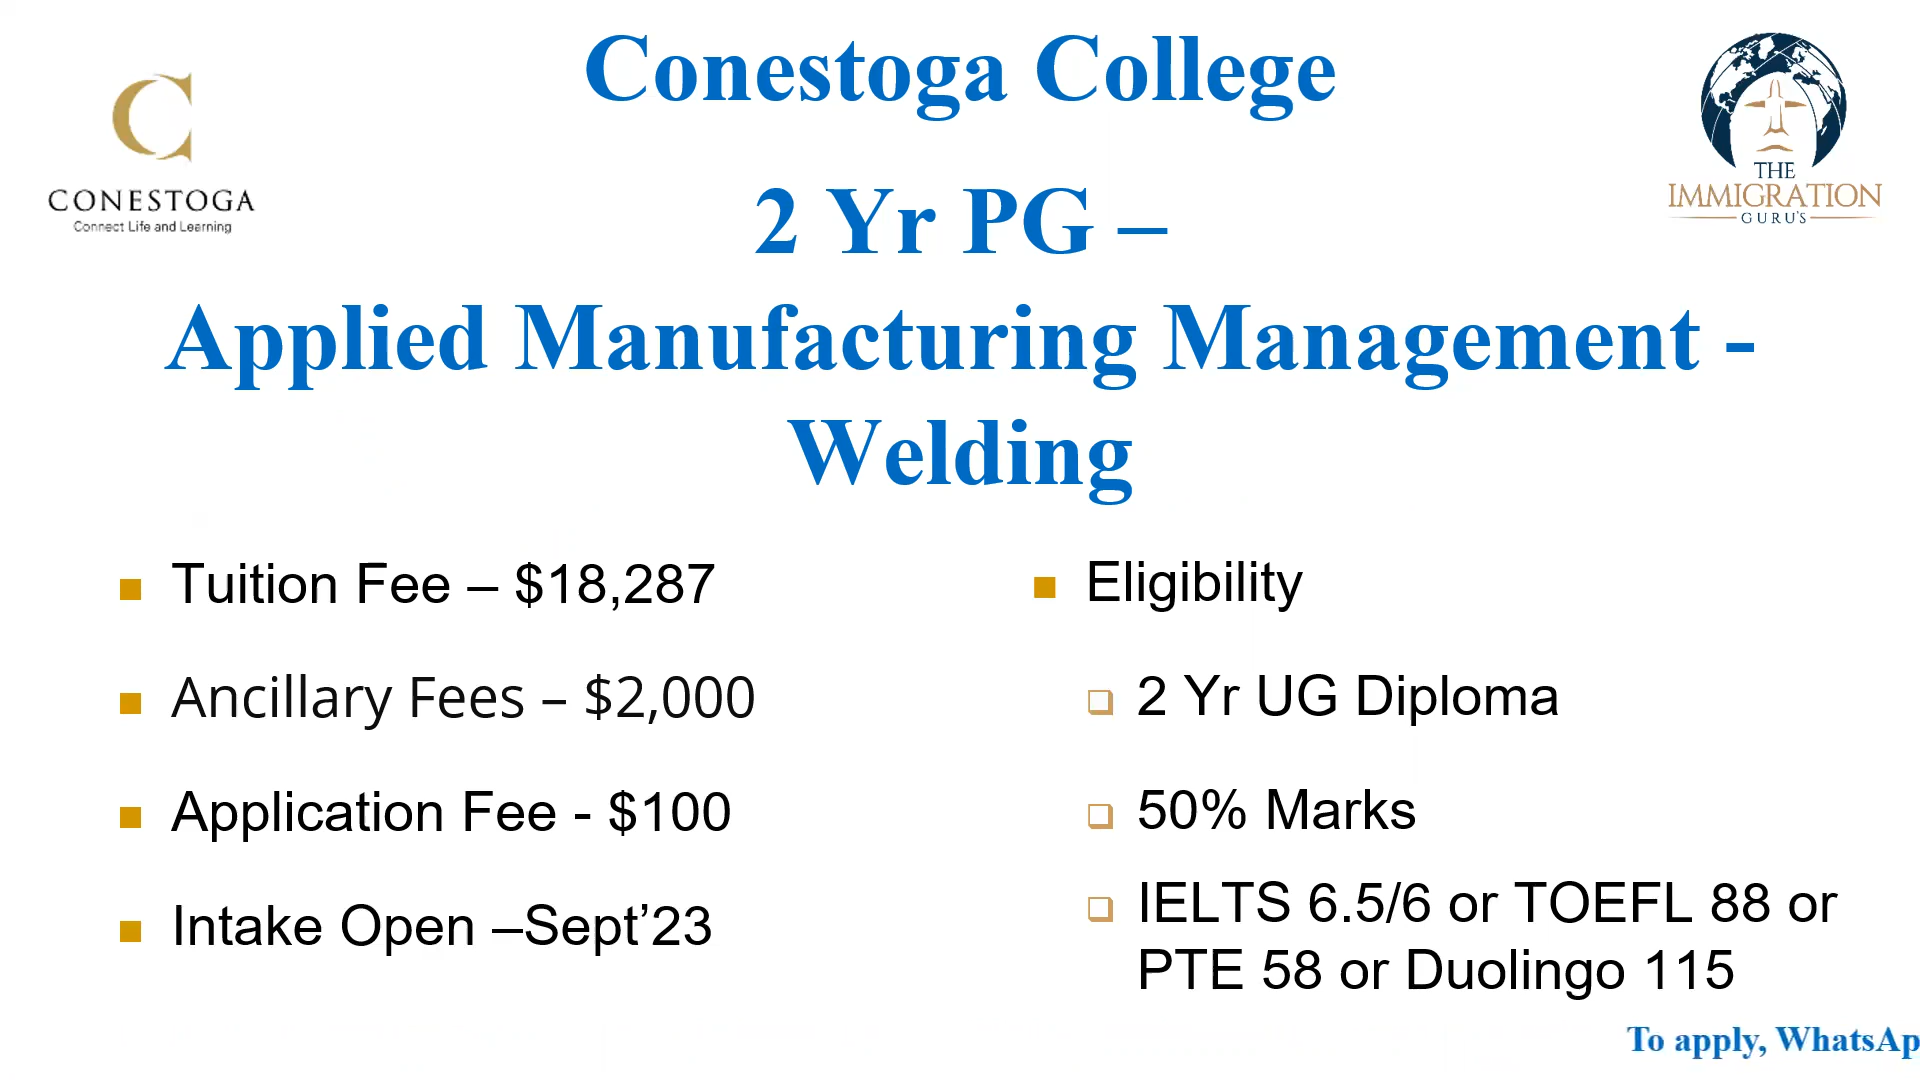 Conestoga College
CONESTOGA
Connect Life and Learning
THE
IMMIGRATION
GURU'S
2 Yr PG –
Applied Manufacturing Management -
Welding
Tuition Fee – $18,287
Ancillary Fees – $2,000
Application Fee - $100
Intake Open –Sept’23
Eligibility
2 Yr UG Diploma
50% Marks
IELTS 6.5/6 or TOEFL 88 or
PTE 58 or Duolingo 115
To apply, WhatsAp